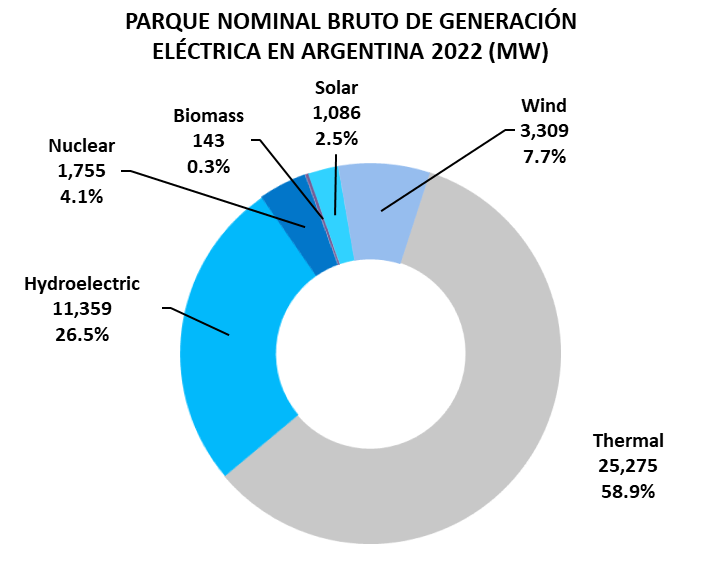 PARQUE NOMINAL BRUTO DE GENERACIÓN
ELÉCTRICA EN ARGENTINA 2022 (MW)
Solar
1,086
2.5%
Wind
3,309
7.7%
Biomass
143
0.3%
Nuclear
1,755
4.1%
Hydroelectric
11,359
26.5%
Thermal
25,275
58.9%